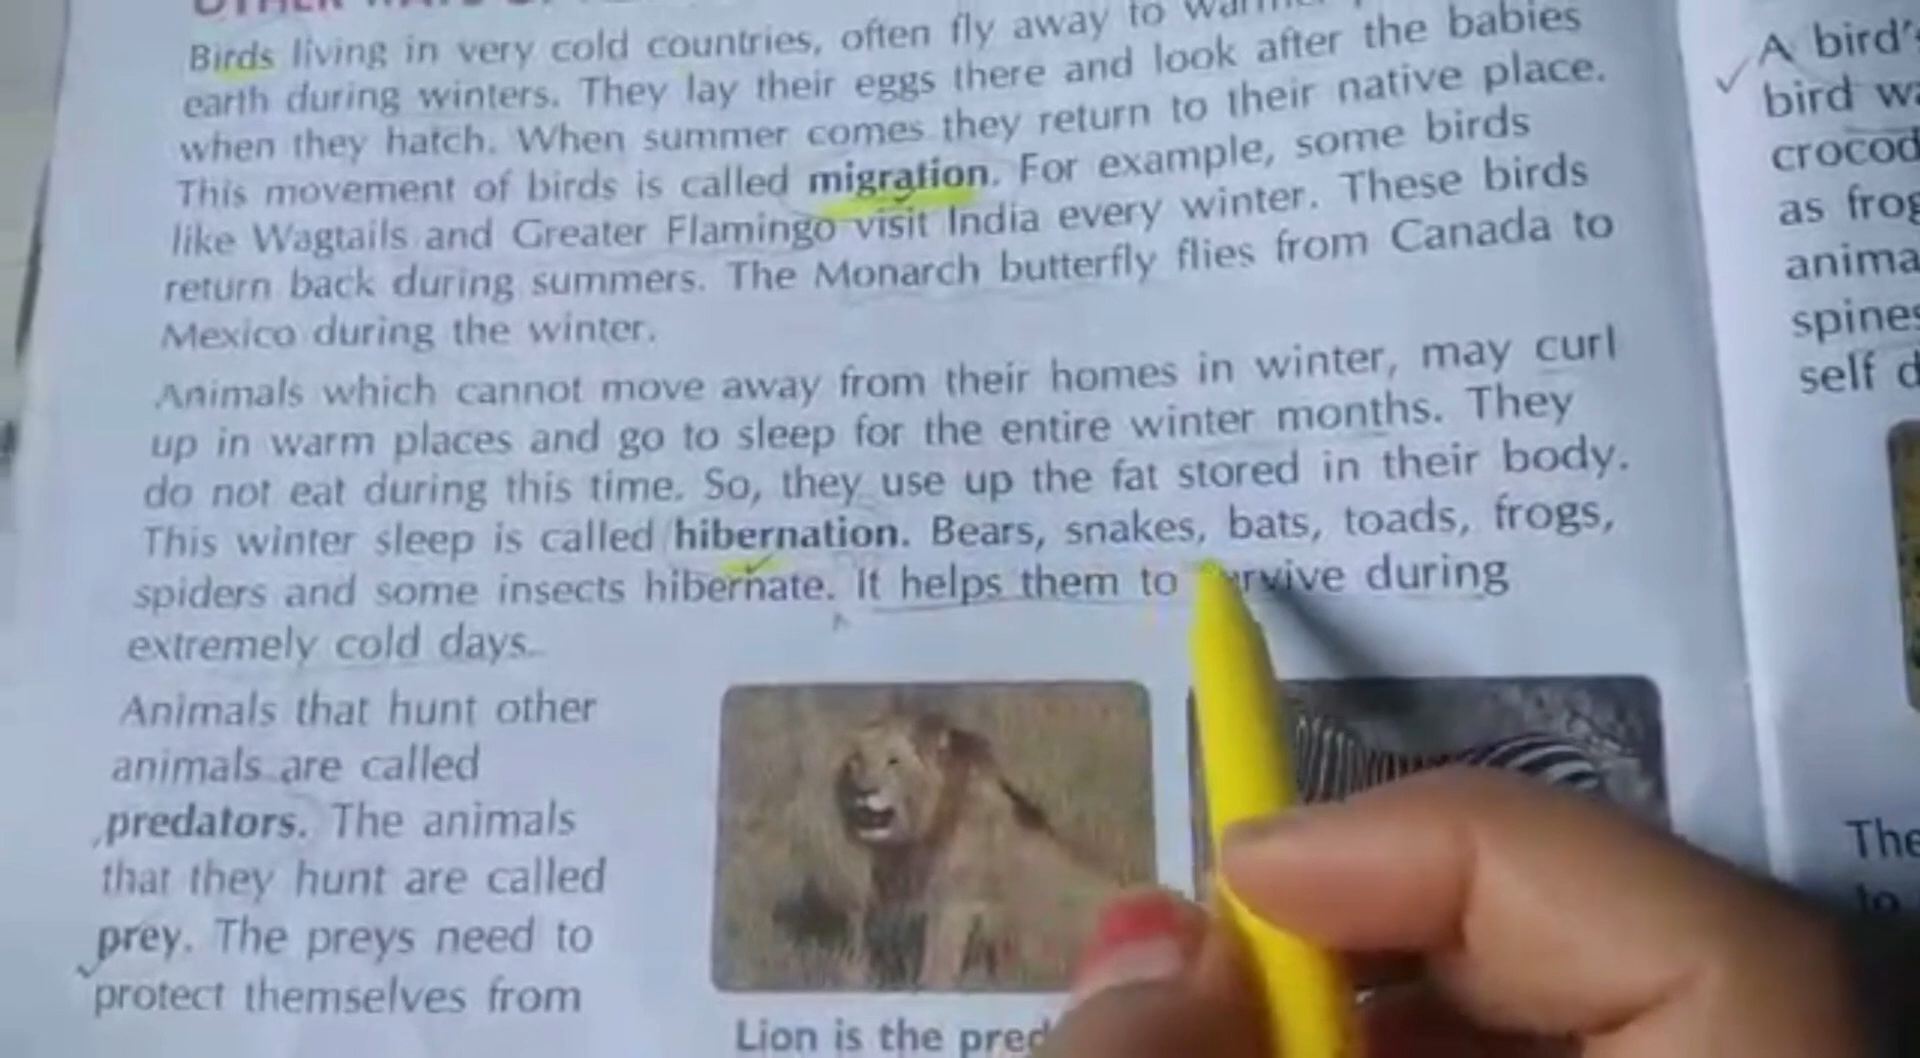 Birds living in very cold countries, often fly away to
earth during winters. They lay their eggs there and look after the babies
when they hatch. When summer comes they return to their native place.
This movement of birds is called migration. For example, some birds
like Wagtails and Greater Flamingo visit India every winter. These birds
return back during summers. The Monarch butterfly flies from Canada to
Mexico during the winter.
Animals which cannot move away from their homes in winter, may curl
up in warm places and go to sleep for the entire winter months. They
do not eat during this time. So, they use up the fat stored in their body.
This winter sleep is called hibernation. Bears, snakes, bats, toads, frogs,
spiders and some insects hibernate. It helps them to during
extremely cold days.
Animals that hunt other
animals are called
predators. The animals
that they hunt are called
prey. The preys need to
protect themselves from
Lion is the
A
bird
as
The
to
self